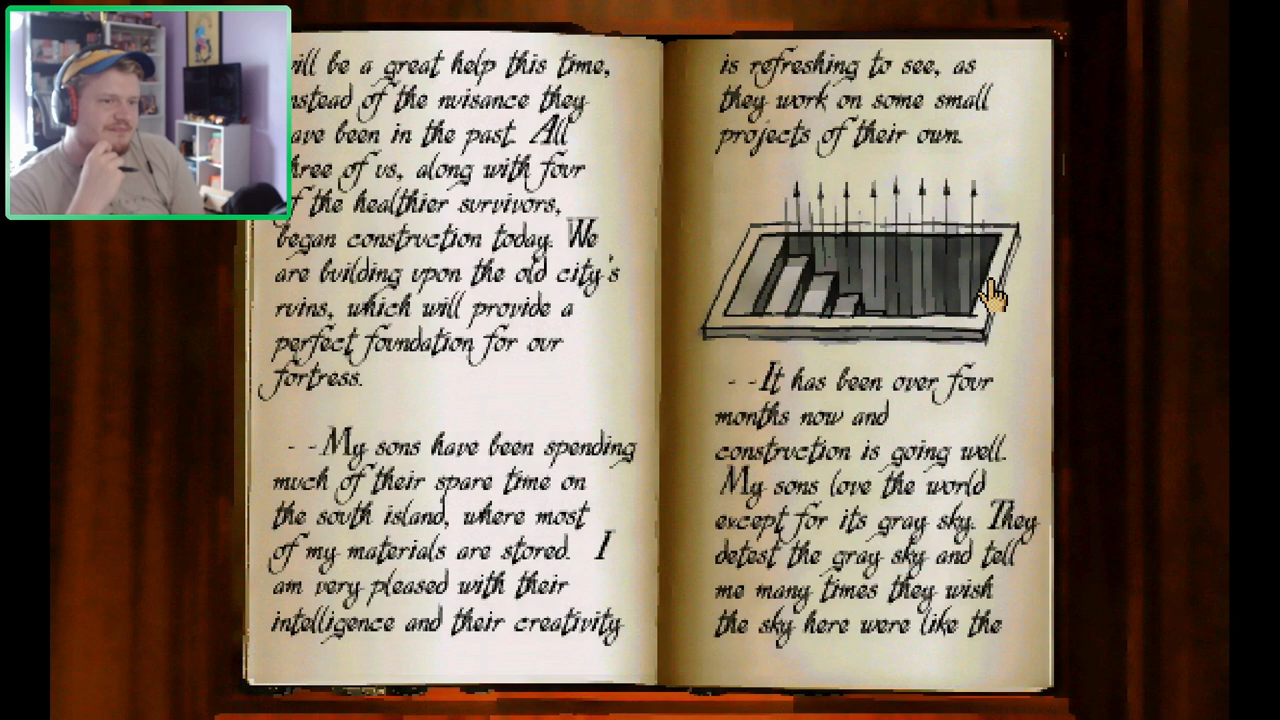 will be a great help this time,
instead of the nuisance they
have been in the past. All
three of us, along with four
of the healthier survivors,
began construction today. We
are building upon the old city's
ruins, which will provide a
perfect foundation for our
fortress.
- -My sons have been spending
much of their spare time on
the south island, where most
of my materials are stored. I
am very pleased with their
intelligence and their creativity
is refreshing to see, as
they work on some small
projects of their own.
- -It has been over four
months now and
construction is going well.
My sons love the world
except for its gray sky. They
detest the gray sky and tell
me many times they wish
the sky here were like the